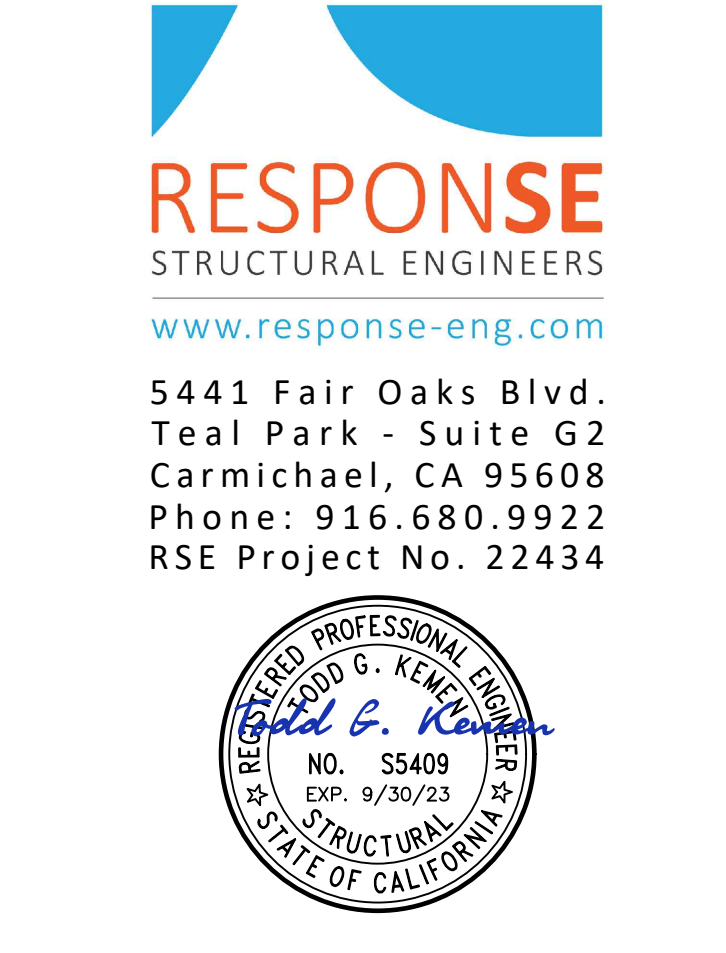 RESPONSE
STRUCTURAL ENGINEERS
www.response-eng.com
5441 Fair Oaks Blvd.
Teal Park - Suite G2
Carmichael, CA 95608
Phone: 916.680.9922
RSE Project No. 22434
REGISTERED PROFESSIONAL ENGINEER
TODD G. KEMEN
Todd G. Kemen
NO. S5409
EXP. 9/30/23
STRUCTURAL
STATE OF CALIFORNIA